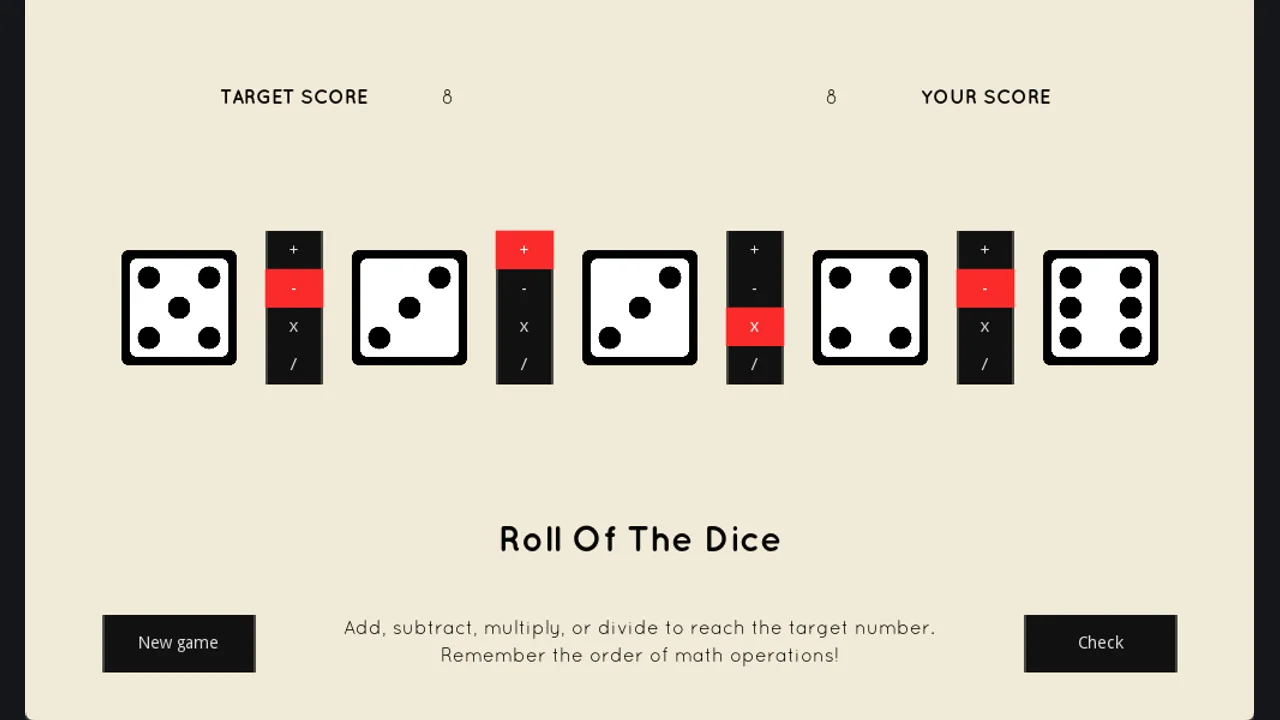 TARGET SCORE 8 8 YOUR SCORE
+ + + +
- - - -
x x x x
/ / / /
Roll Of The Dice
New game
Add, subtract, multiply, or divide to reach the target number.
Remember the order of math operations!
Check